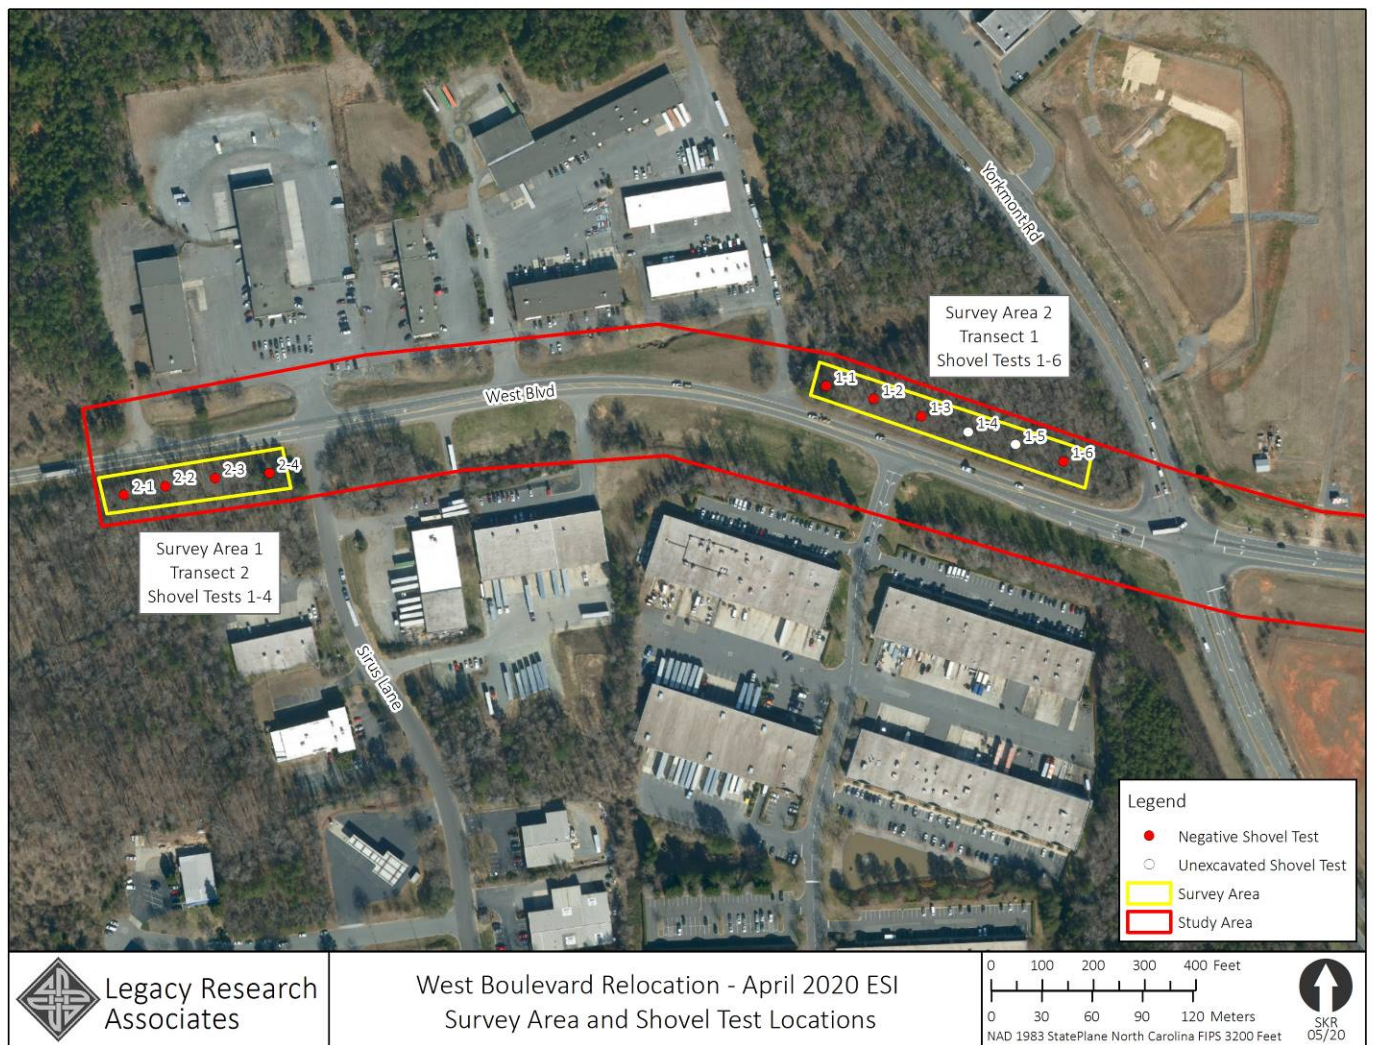 Yorkmont Rd
Survey Area 2
Transect 1
Shovel Tests 1-6
1-1
1-2
1-3
1-4
1-5
1-6
West Blvd
2-1
2-2
2-3
2-4
Survey Area 1
Transect 2
Shovel Tests 1-4
Sirus Lane
Legend
Negative Shovel Test
Unexcavated Shovel Test
Survey Area
Study Area
Legacy Research
Associates
West Boulevard Relocation - April 2020 ESI
Survey Area and Shovel Test Locations
0 100 200 300 400 Feet
0 30 60 90 120 Meters
NAD 1983 StatePlane North Carolina FIPS 3200 Feet
SKR
05/20